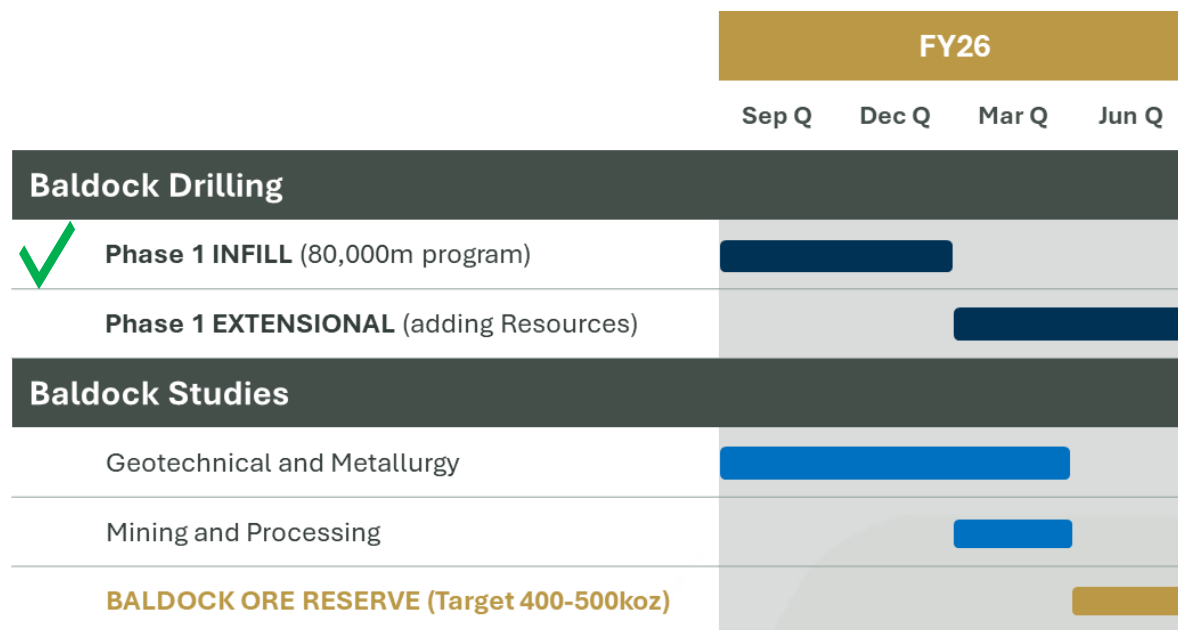 FY26
Sep Q Dec Q Mar Q Jun Q
Baldock Drilling
Phase 1 INFILL (80,000m program)
Phase 1 EXTENSIONAL (adding Resources)
Baldock Studies
Geotechnical and Metallurgy
Mining and Processing
BALDOCK ORE RESERVE (Target 400-500koz)